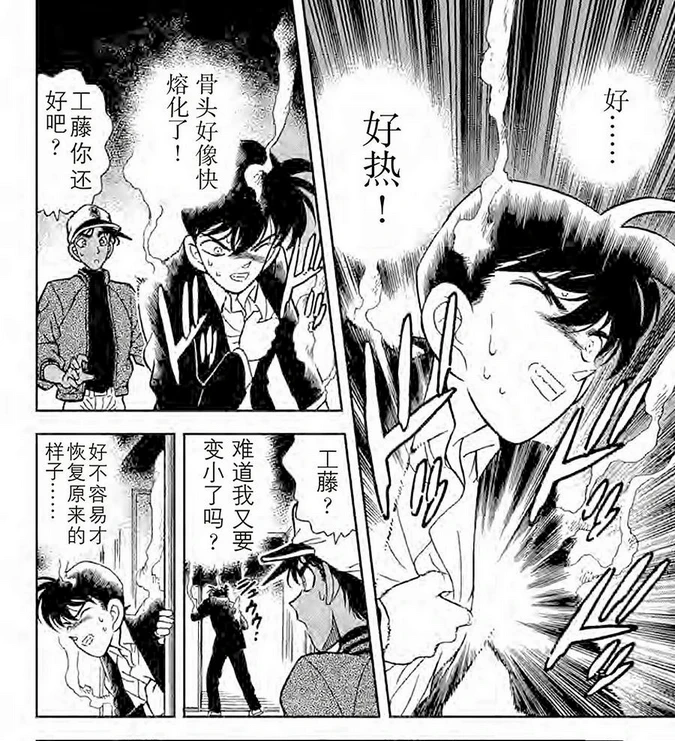 好……
好热！
骨头好像快
熔化了！
工藤你还
好吧？
工藤？
难道我又要
变小了吗？
好不容易才
恢复原来的
样子……